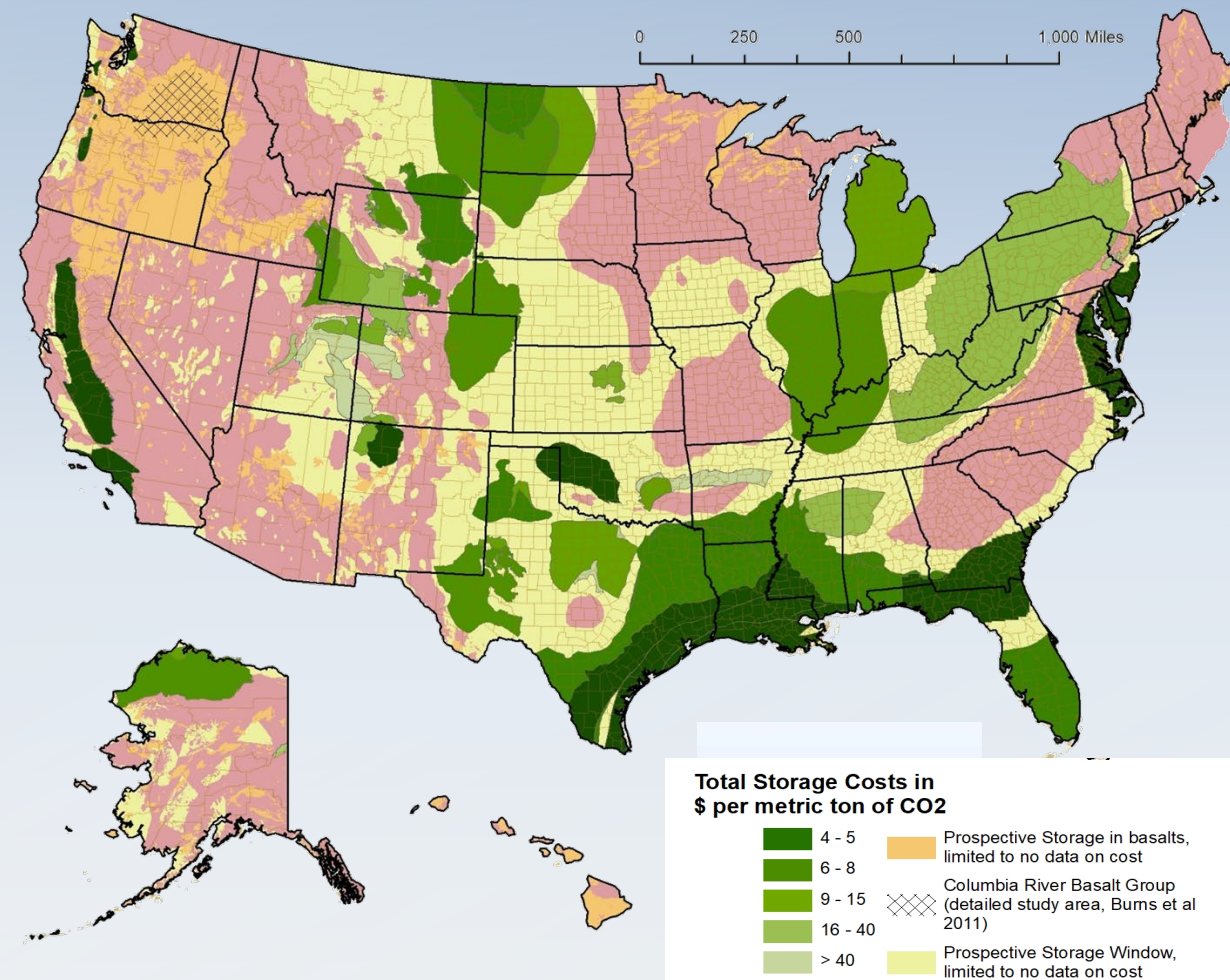 0 250 500 1,000 Miles
Total Storage Costs in
$ per metric ton of CO2
4 - 5
6 - 8
9 - 15
16 - 40
> 40
Prospective Storage in basalts,
limited to no data on cost
Columbia River Basalt Group
(detailed study area, Burns et al
2011)
Prospective Storage Window,
limited to no data on cost